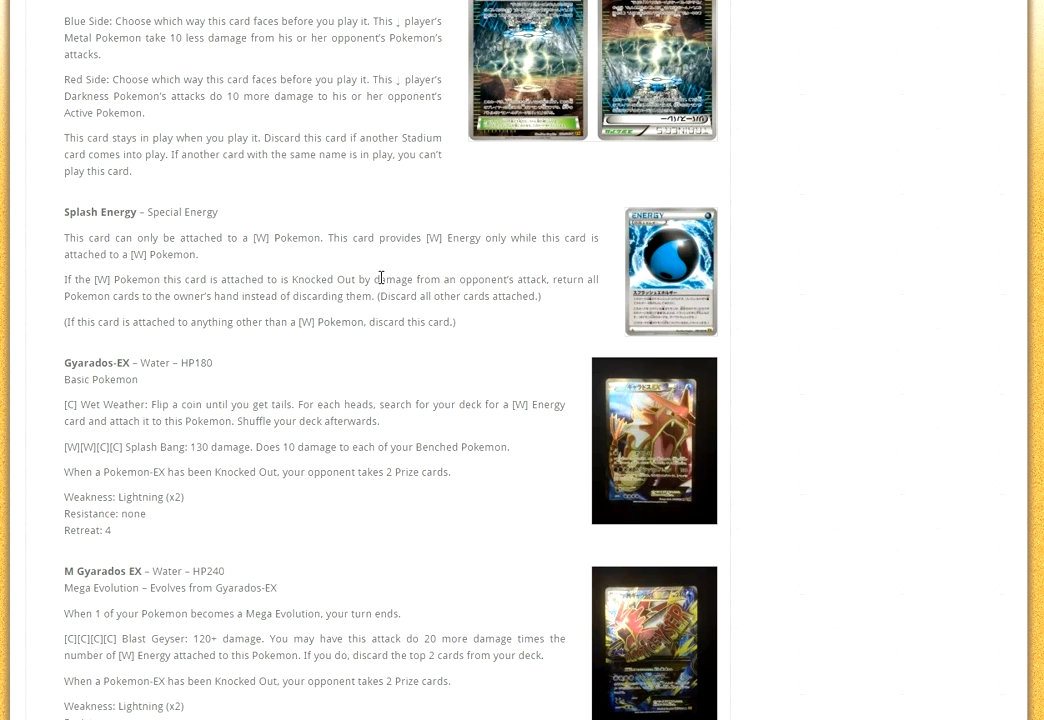 Blue Side: Choose which way this card faces before you play it. This ↓ player's
Metal Pokemon take 10 less damage from his or her opponent's Pokemon's
attacks.
Red Side: Choose which way this card faces before you play it. This ↓ player's
Darkness Pokemon's attacks do 10 more damage to his or her opponent's
Active Pokemon.
This card stays in play when you play it. Discard this card if another Stadium
card comes into play. If another card with the same name is in play, you can't
play this card.
Splash Energy – Special Energy
This card can only be attached to a [W] Pokemon. This card provides [W] Energy only while this card is
attached to a [W] Pokemon.
If the [W] Pokemon this card is attached to is Knocked Out by damage from an opponent's attack, return all
Pokemon cards to the owner's hand instead of discarding them. (Discard all other cards attached.)
(If this card is attached to anything other than a [W] Pokemon, discard this card.)
ENERGY
Gyarados-EX – Water – HP180
Basic Pokemon
[C] Wet Weather: Flip a coin until you get tails. For each heads, search for your deck for a [W] Energy
card and attach it to this Pokemon. Shuffle your deck afterwards.
[W][W][C][C] Splash Bang: 130 damage. Does 10 damage to each of your Benched Pokemon.
When a Pokemon-EX has been Knocked Out, your opponent takes 2 Prize cards.
Weakness: Lightning (x2)
Resistance: none
Retreat: 4
M Gyarados EX – Water – HP240
Mega Evolution – Evolves from Gyarados-EX
When 1 of your Pokemon becomes a Mega Evolution, your turn ends.
[C][C][C][C] Blast Geyser: 120+ damage. You may have this attack do 20 more damage times the
number of [W] Energy attached to this Pokemon. If you do, discard the top 2 cards from your deck.
When a Pokemon-EX has been Knocked Out, your opponent takes 2 Prize cards.
Weakness: Lightning (x2)